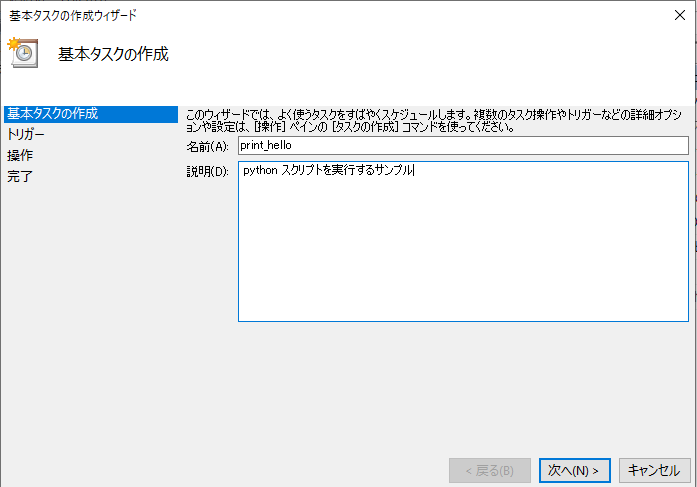 基本タスクの作成ウィザード
基本タスクの作成
基本タスクの作成
トリガー
操作
完了
このウィザードでは、よく使うタスクをすばやくスケジュールします。複数のタスク操作やトリガーなどの詳細オプシ
ョンや設定は、[操作] ペインの [タスクの作成] コマンドを使ってください。
名前(A): print_hello
説明(D): python スクリプトを実行するサンプル
< 戻る(B) 次へ(N) > キャンセル